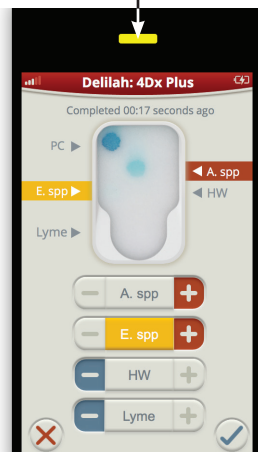 Delilah: 4Dx Plus
Completed 00:17 seconds ago
PC
A. spp
E. spp
HW
Lyme
A. spp
E. spp
HW
Lyme